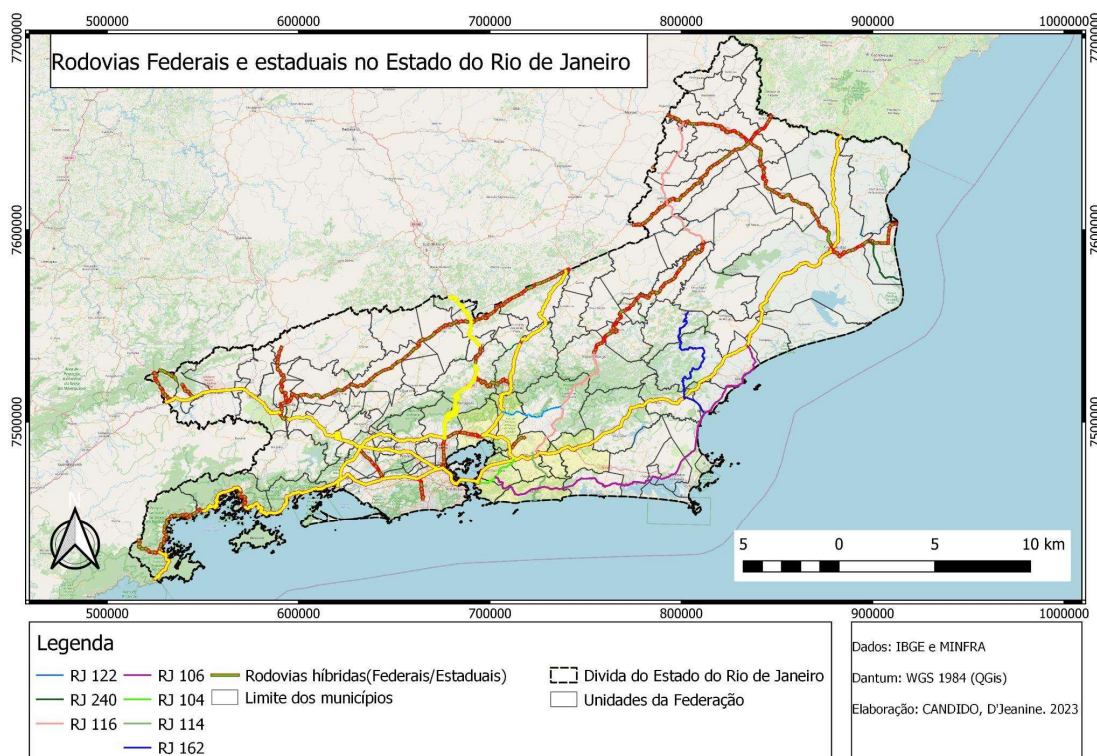 500000 600000 700000 800000 900000 1000000
7700000 7700000
Rodovias Federais e estaduais no Estado do Rio de Janeiro
7600000 7600000
7500000 7500000
N
5 0 5 10 km
500000 600000 700000 800000 900000 1000000
Legenda
RJ 122 RJ 106 Rodovias híbridas(Federais/Estaduais) Divida do Estado do Rio de Janeiro
RJ 240 RJ 104 Limite dos municípios Unidades da Federação
RJ 116 RJ 114
RJ 162
Dados: IBGE e MINFRA
Dantum: WGS 1984 (QGis)
Elaboração: CANDIDO, D'Jeanine. 2023